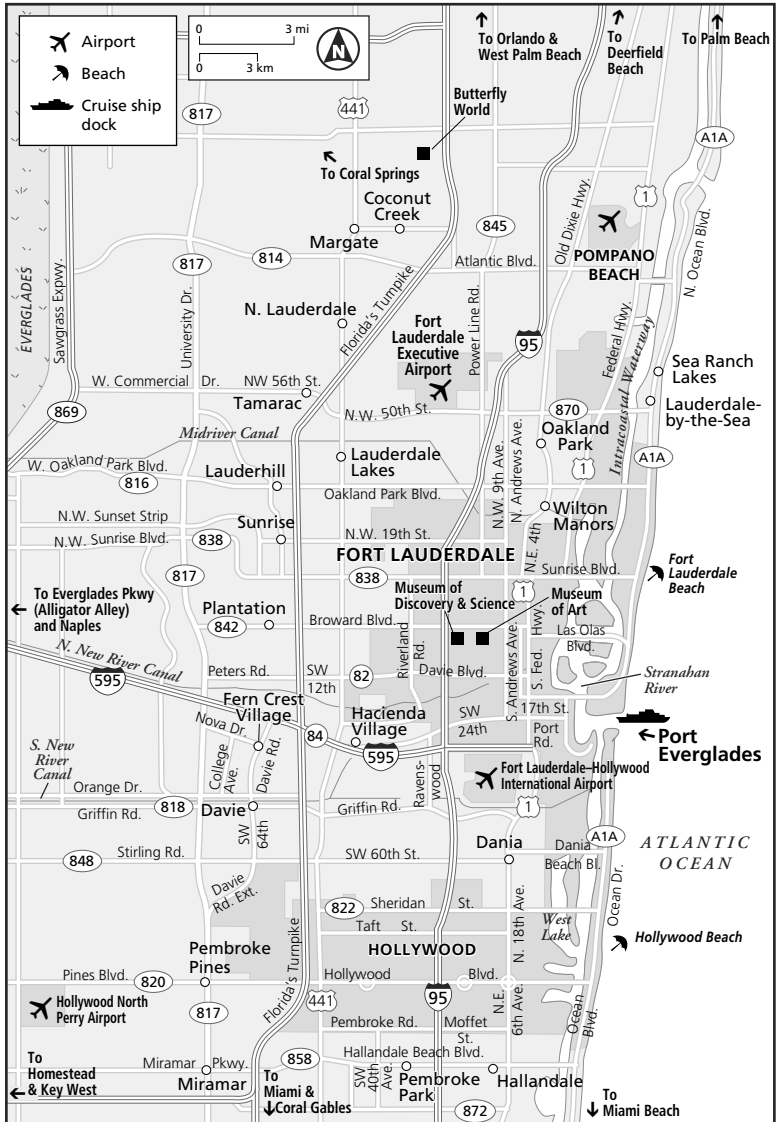 Airport
Beach
Cruise ship
dock
0
3 mi
0
3 km
N
To Orlando &
West Palm Beach
To
Deerfield
Beach
To Palm Beach
817
441
Butterfly
World
A1A
To Coral Springs
Coconut
Creek
1
845
Old Dixie Hwy.
Margate
N. Ocean Blvd.
817
814
Atlantic Blvd.
POMPANO
BEACH
EVERGLADES
Sawgrass Expwy.
University Dr.
Florida's Turnpike
Power Line Rd.
N. Lauderdale
Fort
Lauderdale
Executive
Airport
95
Federal Hwy.
Intracoastal Waterway
Sea Ranch
Lakes
W. Commercial Dr.
NW 56th St.
Tamarac
869
N.W. 50th St.
870
Lauderdale-
by-the-Sea
Midriver Canal
Oakland
Park
N.W. 9th Ave.
N. Andrews Ave.
W. Oakland Park Blvd.
816
Lauderhill
Lauderdale
Lakes
1
A1A
Oakland Park Blvd.
N.W. Sunset Strip
Sunrise
N.W. 19th St.
Wilton
Manors
N.E. 4th
N.W. Sunrise Blvd.
838
FORT LAUDERDALE
Sunrise Blvd.
817
838
Fort
Lauderdale
Beach
To Everglades Pkwy
(Alligator Alley)
and Naples
Museum of
Discovery & Science
1
Museum
of Art
Plantation
842
Broward Blvd.
Las Olas
Blvd.
Riverland
Rd.
S. Andrews Ave.
S. Fed. Hwy.
N. New River Canal
595
Peters Rd.
SW
12th
82
Davie Blvd.
Stranahan
River
Fern Crest
Village
Nova Dr.
84
Hacienda
Village
SW
24th
17th St.
Port
Rd.
Port
Everglades
595
S. New
River
Canal
College
Ave.
Davie Rd.
Ravens-
wood
Fort Lauderdale–Hollywood
International Airport
Orange Dr.
Griffin Rd.
818
Davie
Griffin Rd.
1
SW
64th
Dania
A1A
Dania
Beach Bl.
ATLANTIC
OCEAN
848
Stirling Rd.
SW 60th St.
Davie
Rd. Ext.
822
Sheridan St.
Taft St.
N. 18th Ave.
West
Lake
Ocean Dr.
Hollywood Beach
Pembroke
Pines
HOLLYWOOD
Pines Blvd.
820
Florida's Turnpike
Hollywood Blvd.
Hollywood North
Perry Airport
817
441
95
N.E.
6th Ave.
Ocean
Blvd.
Pembroke Rd.
Moffet
St.
To
Homestead
& Key West
Miramar Pkwy.
858
Hallandale Beach Blvd.
Miramar
To
Miami &
Coral Gables
SW
40th
Ave.
Pembroke
Park
Hallandale
872
To
Miami Beach